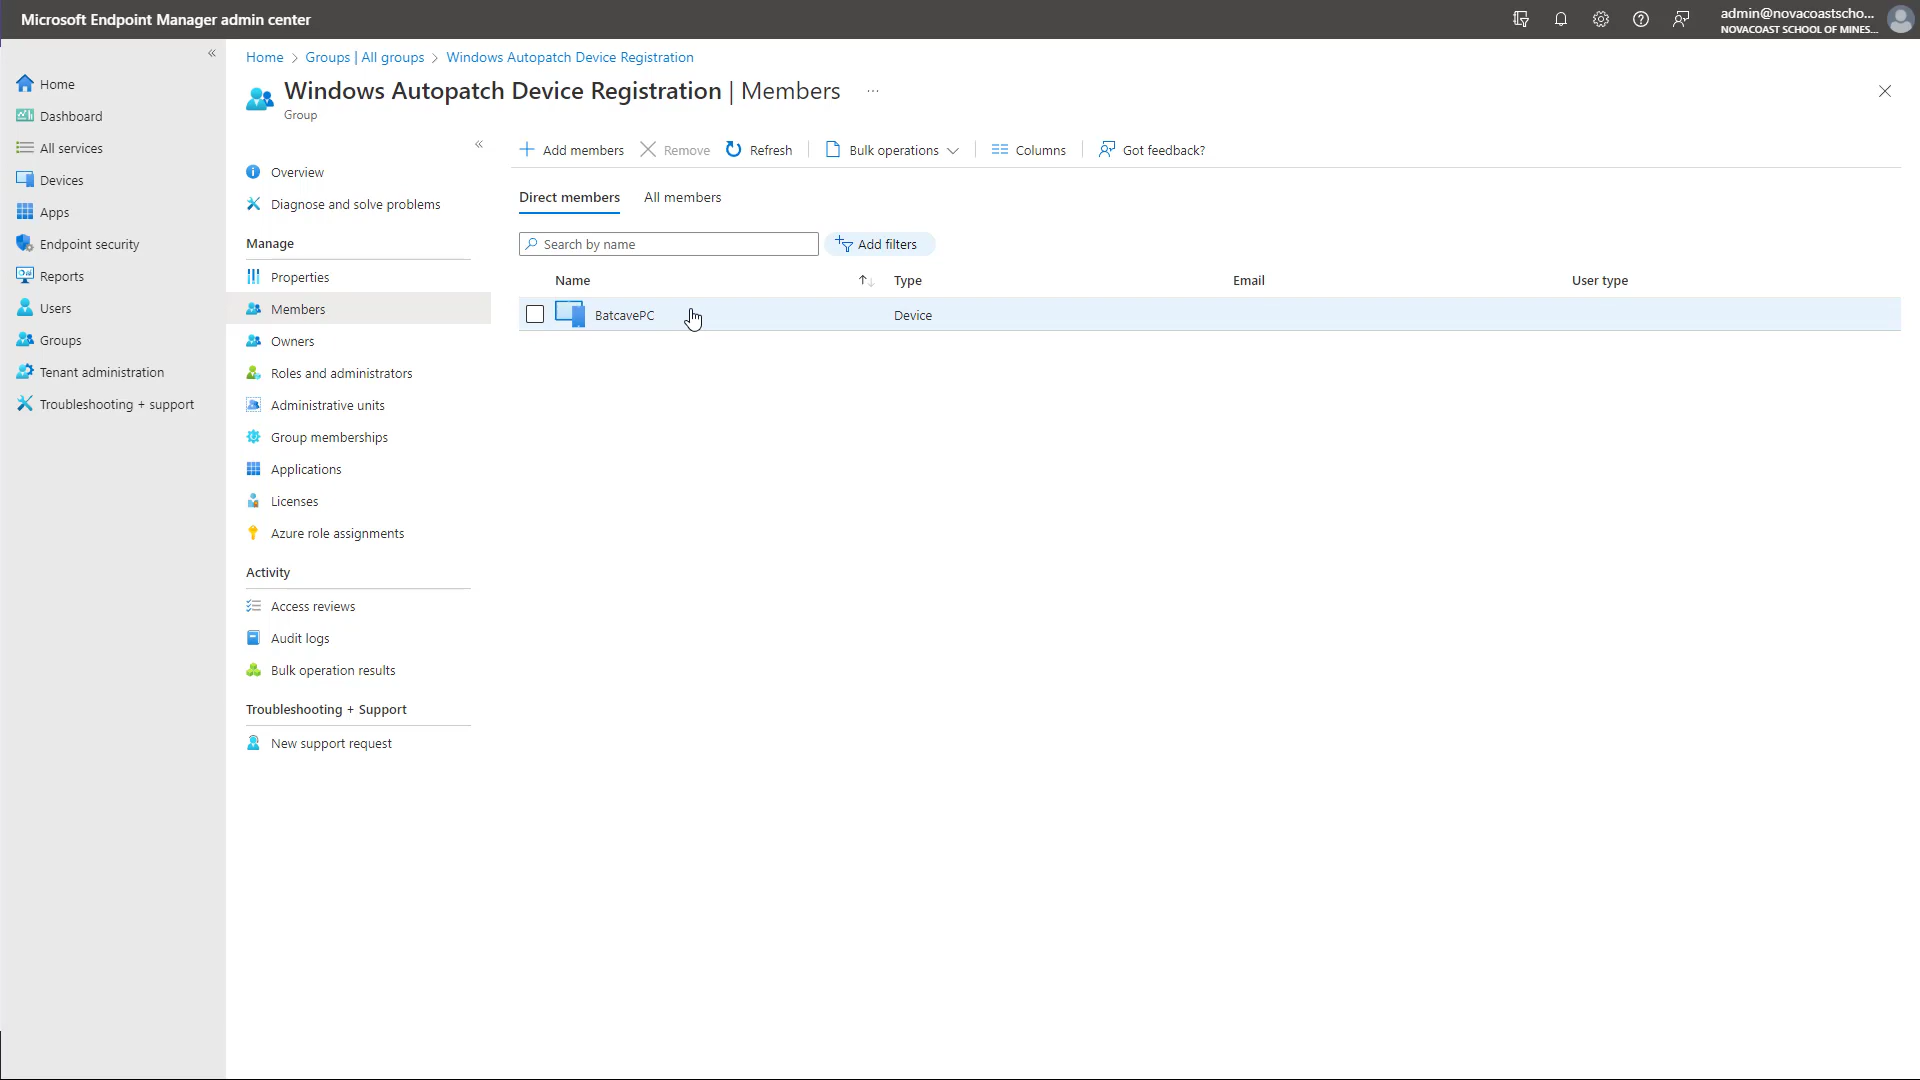 Microsoft Endpoint Manager admin center
admin@novacoastscho...
NOVACOAST SCHOOL OF MINES...
Home
Dashboard
All services
Devices
Apps
Endpoint security
Reports
Users
Groups
Tenant administration
Troubleshooting + support
Home > Groups | All groups > Windows Autopatch Device Registration
Windows Autopatch Device Registration | Members ...
Group
Overview
Diagnose and solve problems
Manage
Properties
Members
Owners
Roles and administrators
Administrative units
Group memberships
Applications
Licenses
Azure role assignments
Activity
Access reviews
Audit logs
Bulk operation results
Troubleshooting + Support
New support request
Add members Remove Refresh Bulk operations Columns Got feedback?
Direct members All members
Search by name Add filters
Name Type Email User type
BatcavePC Device